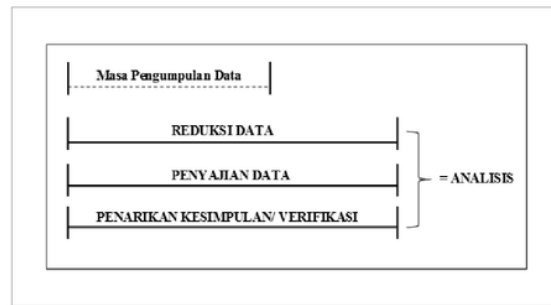 Masa Pengumpulan Data
REDUKSI DATA
PENYAJIAN DATA
= ANALISIS
PENARIKAN KESIMPULAN/ VERIFIKASI